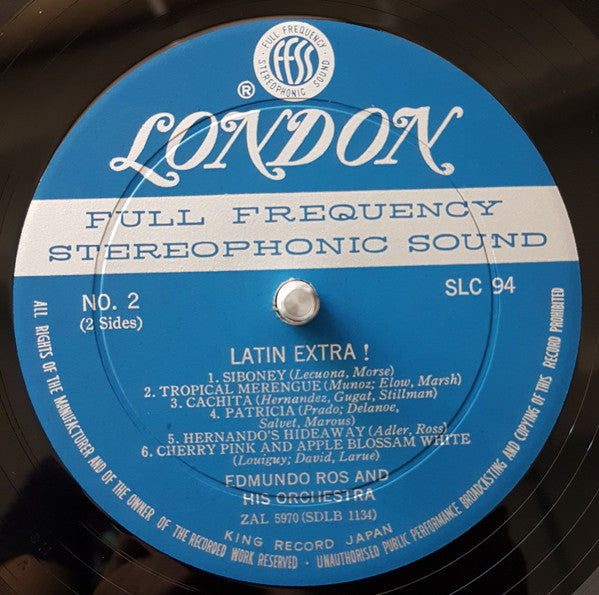 FULL FREQUENCY
FFSS
STEREOPHONIC SOUND
® LONDON
FULL FREQUENCY
STEREOPHONIC SOUND
NO. 2
(2 Sides)
SLC 94
LATIN EXTRA !
1. SIBONEY (Lecuona, Morse)
2. TROPICAL MERENGUE (Munoz; Elow, Marsh)
3. CACHITA (Hernandez, Gugat, Stillman)
4. PATRICIA (Prado; Delanoe,
Salvet, Marous)
5. HERNANDO'S HIDEAWAY (Adler, Ross)
6. CHERRY PINK AND APPLE BLOSSAM WHITE
(Louiguy; David, Larue)
EDMUNDO ROS AND
HIS ORCHESTRA
ZAL 5970 (SDLB 1134)
KING RECORD JAPAN
ALL RIGHTS OF THE MANUFACTURER AND OF THE OWNER OF THE RECORDED WORK RESERVED · UNAUTHORISED PUBLIC PERFORMANCE BROADCASTING AND COPYING OF THIS RECORD PROHIBITED